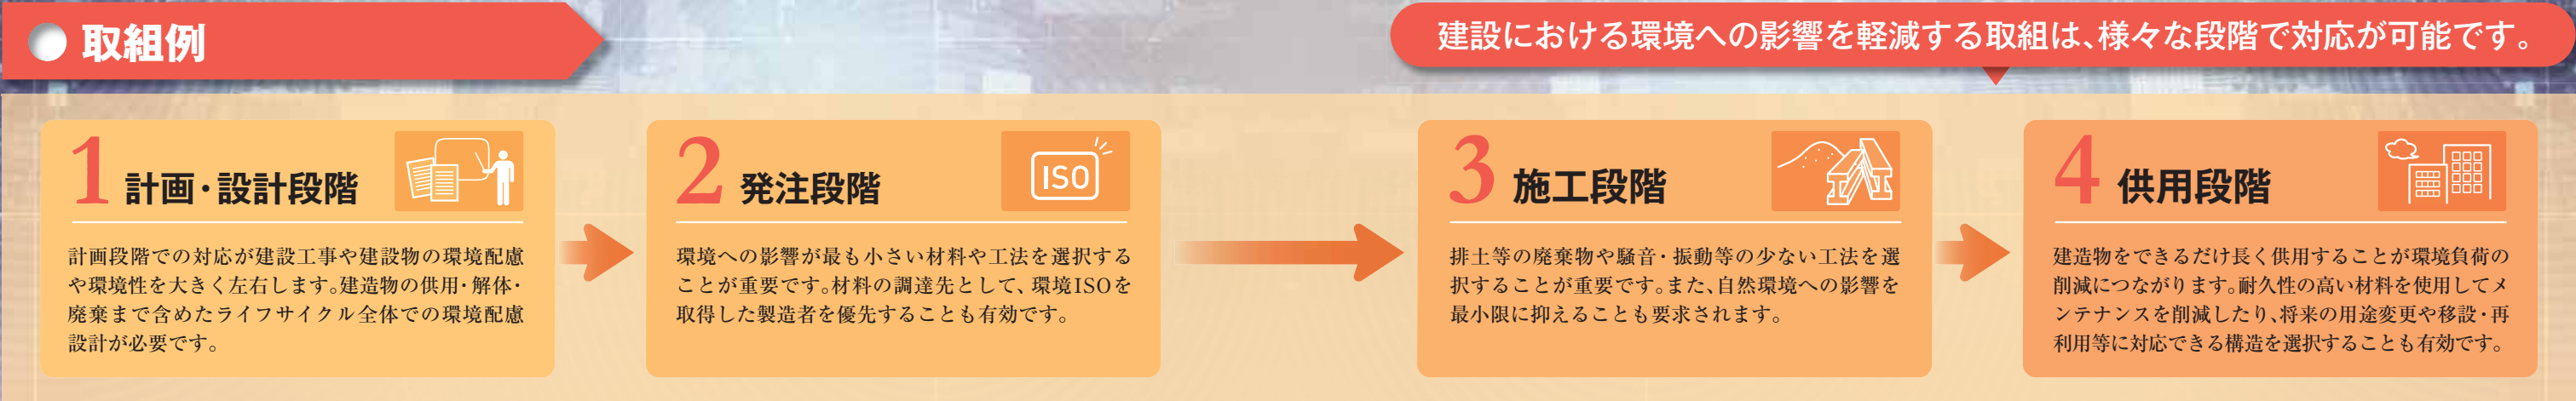 取組例
建設における環境への影響を軽減する取組は、様々な段階で対応が可能です。
1 計画・設計段階
計画段階での対応が建設工事や建設物の環境配慮
や環境性を大きく左右します。建造物の供用・解体・
廃棄まで含めたライフサイクル全体での環境配慮
設計が必要です。
2 発注段階
ISO
環境への影響が最も小さい材料や工法を選択する
ことが重要です。材料の調達先として、環境ISOを
取得した製造者を優先することも有効です。
3 施工段階
排土等の廃棄物や騒音・振動等の少ない工法を選
択することが重要です。また、自然環境への影響を
最小限に抑えることも要求されます。
4 供用段階
建造物をできるだけ長く供用することが環境負荷の
削減につながります。耐久性の高い材料を使用してメ
ンテナンスを削減したり、将来の用途変更や移設・再
利用等に対応できる構造を選択することも有効です。